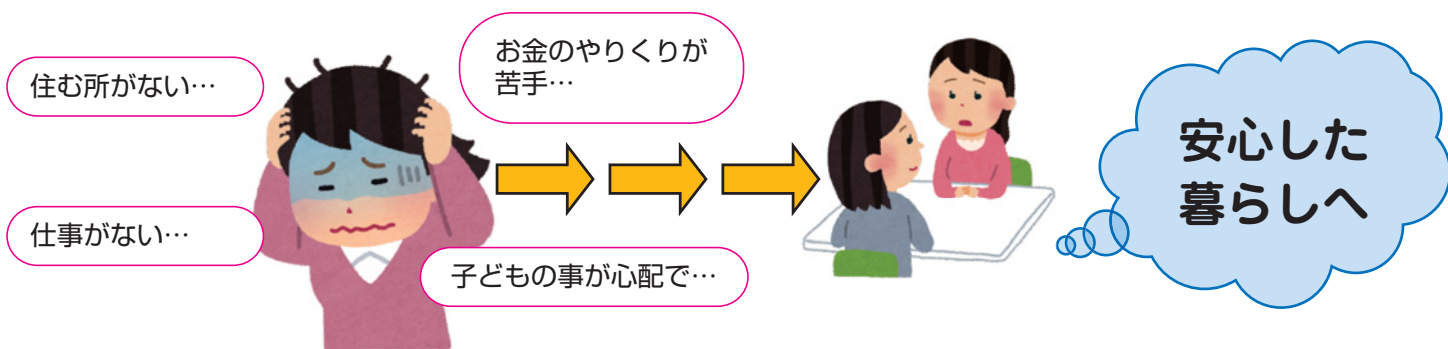 住む所がない…
お金のやりくりが
苦手…
仕事がない…
子どもの事が心配で…
安心した
暮らしへ